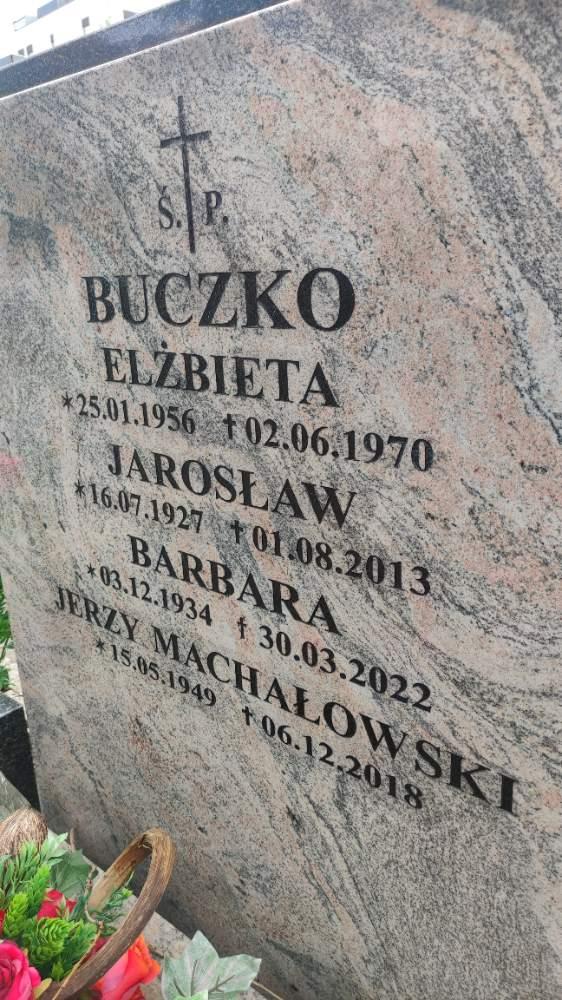 Ś. P.
BUCZKO
ELŻBIETA
*25.01.1956 †02.06.1970
JAROSŁAW
*16.07.1927 †01.08.2013
BARBARA
*03.12.1934 †30.03.2022
JERZY MACHAŁOWSKI
*15.05.1949 †06.12.2018